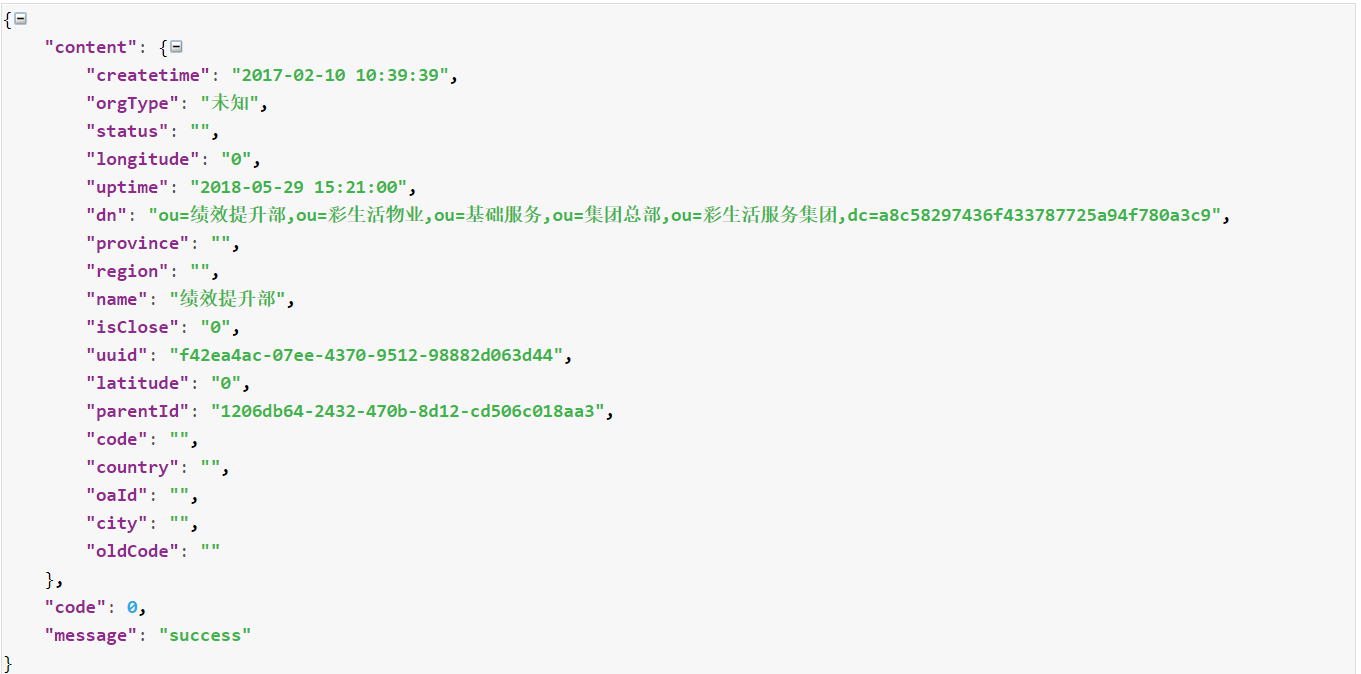 {
"content": {
"createtime": "2017-02-10 10:39:39",
"orgType": "未知",
"status": "",
"longitude": "0",
"uptime": "2018-05-29 15:21:00",
"dn": "ou=绩效提升部,ou=彩生活物业,ou=基础服务,ou=集团总部,ou=彩生活服务集团,dc=a8c58297436f433787725a94f780a3c9",
"province": "",
"region": "",
"name": "绩效提升部",
"isClose": "0",
"uuid": "f42ea4ac-07ee-4370-9512-98882d063d44",
"latitude": "0",
"parentId": "1206db64-2432-470b-8d12-cd506c018aa3",
"code": "",
"country": "",
"oaId": "",
"city": "",
"oldCode": ""
},
"code": 0,
"message": "success"
}